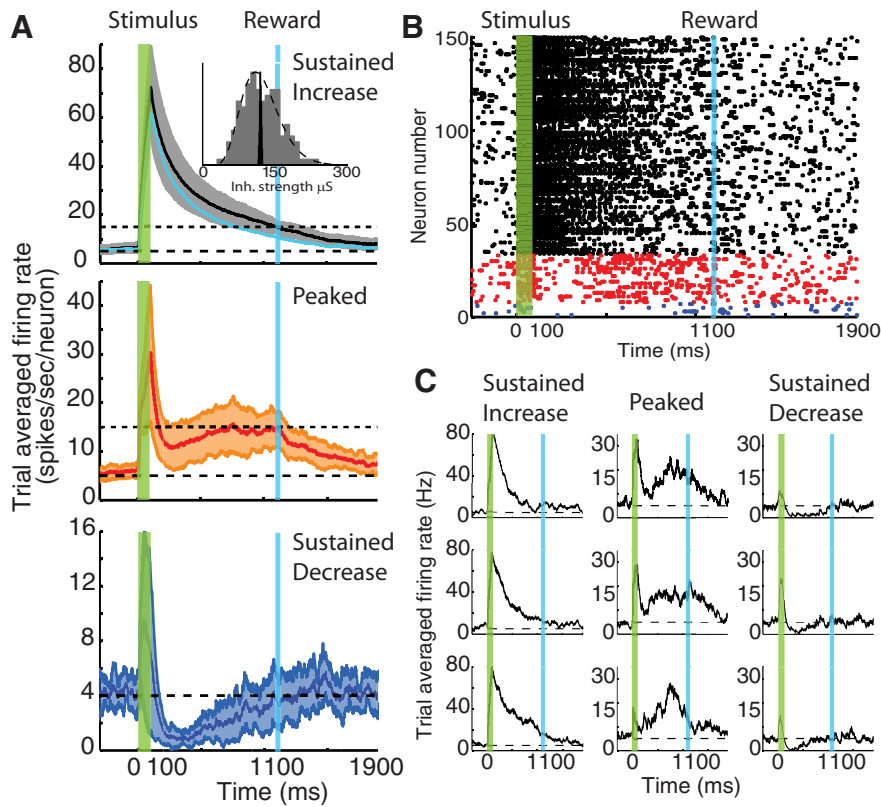 A
Stimulus
Reward
Sustained
Increase
80
60
40
20
0
0
150
300
Inh. strength µS
Peaked
40
30
20
10
0
Trial averaged firing rate
(spikes/sec/neuron)
Sustained
Decrease
16
12
8
6
4
2
0
0 100
1100
1900
Time (ms)
B
Stimulus
Reward
150
100
50
0
Neuron number
0 100
1100
1900
Time (ms)
C
Sustained
Increase
Peaked
Sustained
Decrease
Trial averaged firing rate (Hz)
80
40
0
30
15
0
30
15
0
80
40
0
30
15
0
30
15
0
80
40
0
30
15
0
30
15
0
0
1100
0
1100
0
1100
Time (ms)